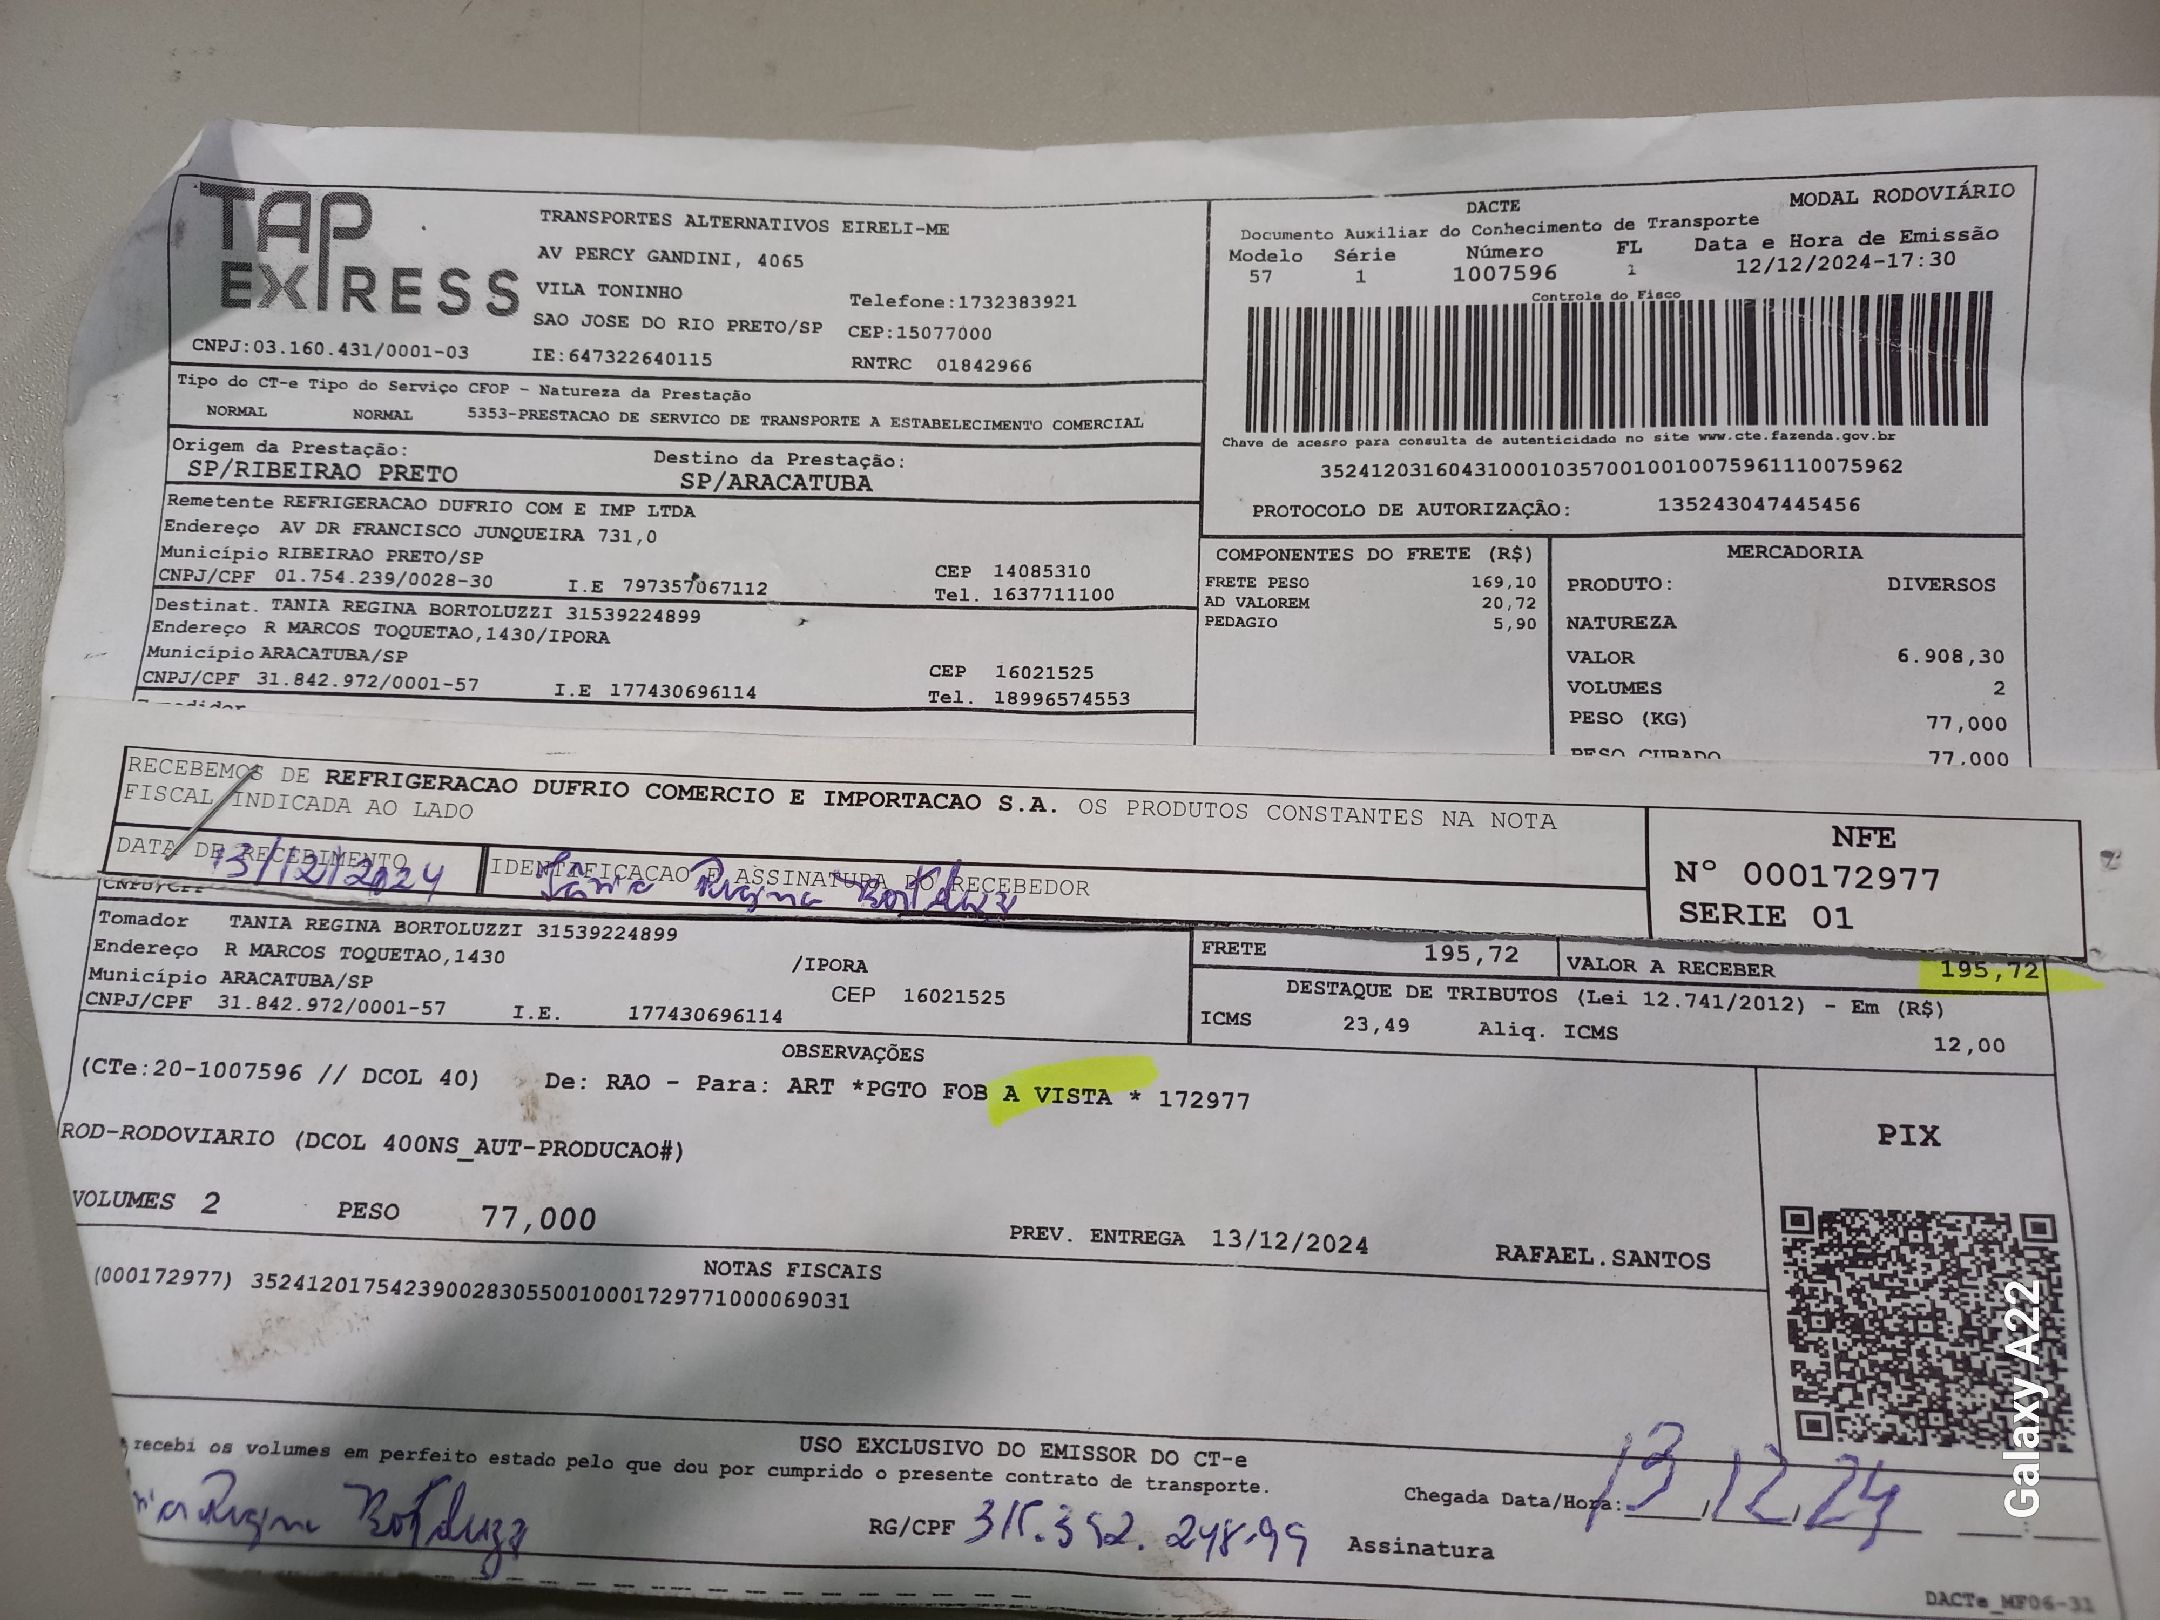 TAP EXPRESS
TRANSPORTES ALTERNATIVOS EIRELI-ME
AV PERCY GANDINI, 4065
VILA TONINHO Telefone:1732383921
SAO JOSE DO RIO PRETO/SP CEP:15077000
CNPJ:03.160.431/0001-03 IE:647322640115 RNTRC 01842966
DACTE MODAL RODOVIÁRIO
Documento Auxiliar do Conhecimento de Transporte
Modelo Série Número FL Data e Hora de Emissão
57 1 1007596 1 12/12/2024-17:30
Controle do Fisco
Chave de acesso para consulta de autenticidade no site www.cte.fazenda.gov.br
35241203160431000103570010010075961110075962
PROTOCOLO DE AUTORIZAÇÃO: 135243047445456
Tipo do CT-e Tipo do Serviço CFOP - Natureza da Prestação
NORMAL NORMAL 5353-PRESTACAO DE SERVICO DE TRANSPORTE A ESTABELECIMENTO COMERCIAL
Origem da Prestação: Destino da Prestação:
SP/RIBEIRAO PRETO SP/ARACATUBA
Remetente REFRIGERACAO DUFRIO COM E IMP LTDA
Endereço AV DR FRANCISCO JUNQUEIRA 731,0
Município RIBEIRAO PRETO/SP CEP 14085310
CNPJ/CPF 01.754.239/0028-30 I.E 797357067112 Tel. 1637711100
Destinat. TANIA REGINA BORTOLUZZI 31539224899
Endereço R MARCOS TOQUETAO,1430/IPORA
Município ARACATUBA/SP CEP 16021525
CNPJ/CPF 31.842.972/0001-57 I.E 177430696114 Tel. 18996574553
COMPONENTES DO FRETE (R$)
FRETE PESO 169,10
AD VALOREM 20,72
PEDAGIO 5,90
MERCADORIA
PRODUTO: DIVERSOS
NATUREZA
VALOR 6.908,30
VOLUMES 2
PESO (KG) 77,000
PESO CUBADO 77,000
RECEBEMOS DE REFRIGERACAO DUFRIO COMERCIO E IMPORTACAO S.A. OS PRODUTOS CONSTANTES NA NOTA
FISCAL INDICADA AO LADO
DATA DE RECEBIMENTO IDENTIFICACAO E ASSINATURA DO RECEBEDOR
13/12/2024 Tânia Regina Bortoluzzi
NFE
Nº 000172977
SERIE 01
CNPJ/CPF
Tomador TANIA REGINA BORTOLUZZI 31539224899
Endereço R MARCOS TOQUETAO,1430 /IPORA
Município ARACATUBA/SP CEP 16021525
CNPJ/CPF 31.842.972/0001-57 I.E. 177430696114
FRETE 195,72 VALOR A RECEBER 195,72
DESTAQUE DE TRIBUTOS (Lei 12.741/2012) - Em (R$)
ICMS 23,49 Aliq. ICMS 12,00
OBSERVAÇÕES
(CTe:20-1007596 // DCOL 40) De: RAO - Para: ART *PGTO FOB A VISTA * 172977
ROD-RODOVIARIO (DCOL 400NS_AUT-PRODUCAO#)
PIX
VOLUMES 2 PESO 77,000
PREV. ENTREGA 13/12/2024 RAFAEL.SANTOS
NOTAS FISCAIS
(000172977) 35241201754239002830550010001729771000069031
USO EXCLUSIVO DO EMISSOR DO CT-e
recebi os volumes em perfeito estado pelo que dou por cumprido o presente contrato de transporte.
Chegada Data/Hora: 13/12/24
Regina Bortoluzzi RG/CPF 315.392.248.99 Assinatura
DACTe_MF06-31
Galaxy A22